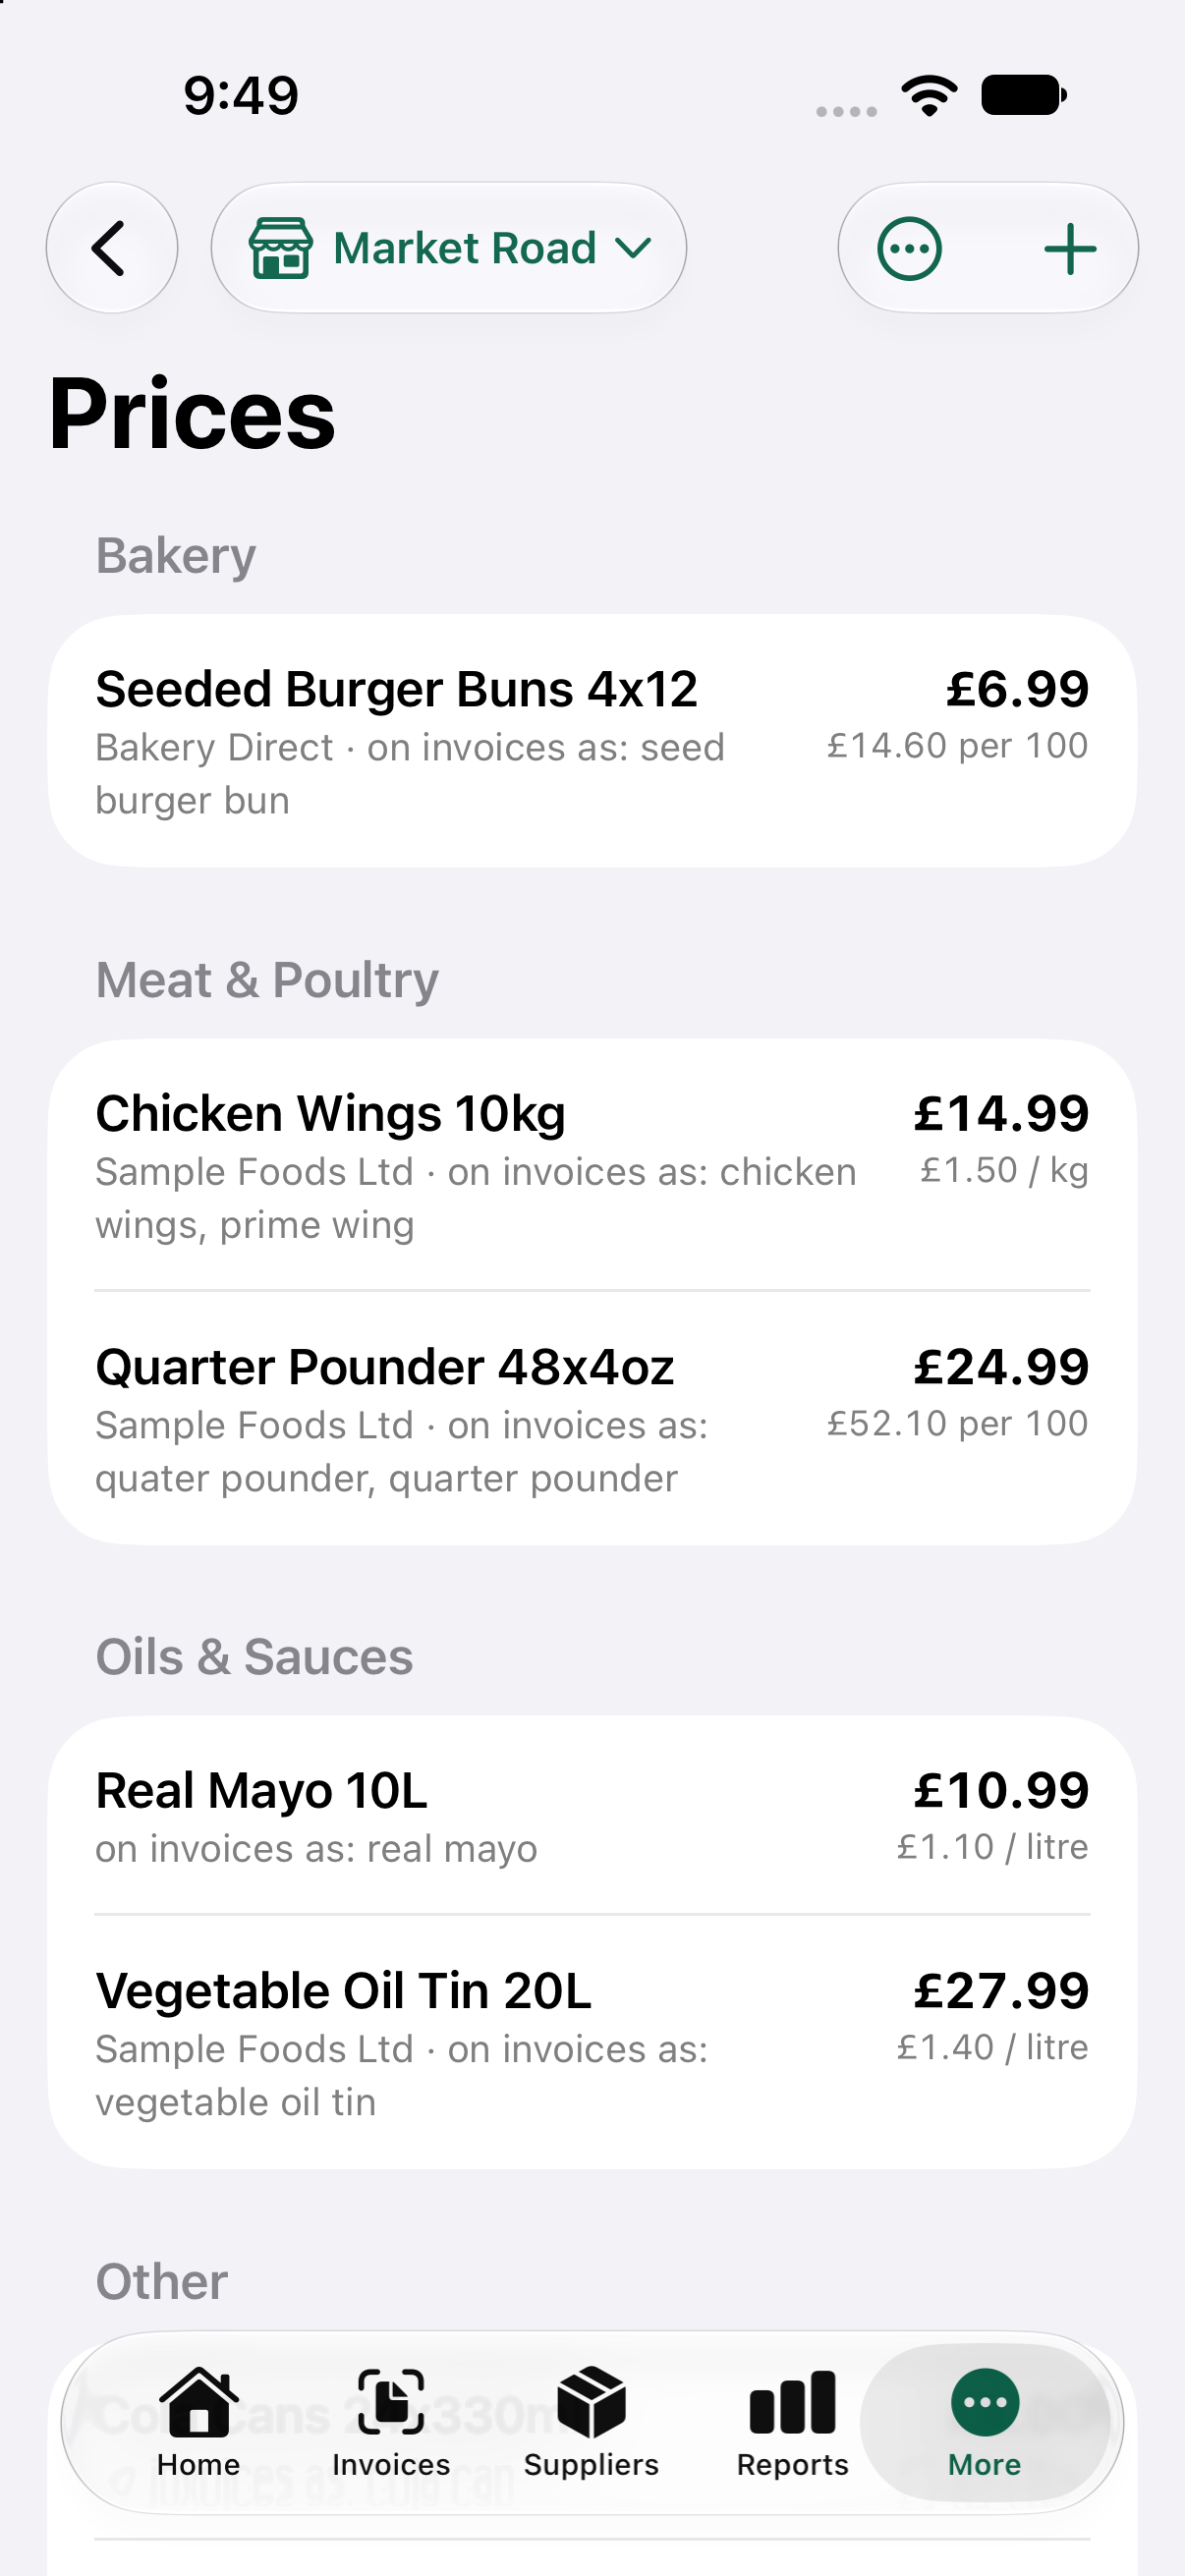 9:49
Market Road
Prices
Bakery
Seeded Burger Buns 4x12
£6.99
Bakery Direct · on invoices as: seed
£14.60 per 100
burger bun
Meat & Poultry
Chicken Wings 10kg
£14.99
Sample Foods Ltd · on invoices as: chicken
£1.50 / kg
wings, prime wing
Quarter Pounder 48x4oz
£24.99
Sample Foods Ltd · on invoices as:
£52.10 per 100
quater pounder, quarter pounder
Oils & Sauces
Real Mayo 10L
£10.99
on invoices as: real mayo
£1.10 / litre
Vegetable Oil Tin 20L
£27.99
Sample Foods Ltd · on invoices as:
£1.40 / litre
vegetable oil tin
Other
Home
Invoices
Suppliers
Reports
More